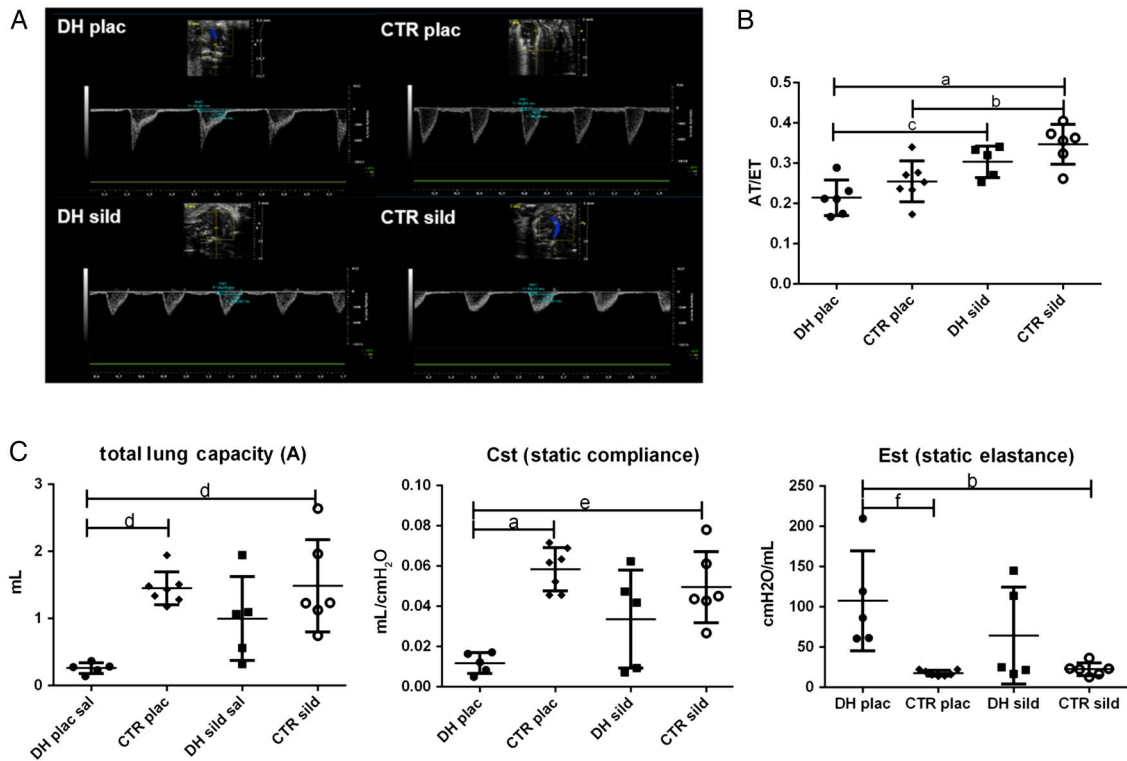 A
DH plac
CTR plac
DH sild
CTR sild
B
0.5
0.4
0.3
0.2
0.1
0.0
AT/ET
a
b
c
DH plac
CTR plac
DH sild
CTR sild
C
total lung capacity (A)
3
2
1
0
mL
d
d
DH plac sal
CTR plac
DH sild sal
CTR sild
Cst (static compliance)
0.10
0.08
0.06
0.04
0.02
0.00
mL/cmH₂O
e
a
DH plac
CTR plac
DH sild
CTR sild
Est (static elastance)
250
200
150
100
50
0
cmH2O/mL
b
f
DH plac
CTR plac
DH sild
CTR sild